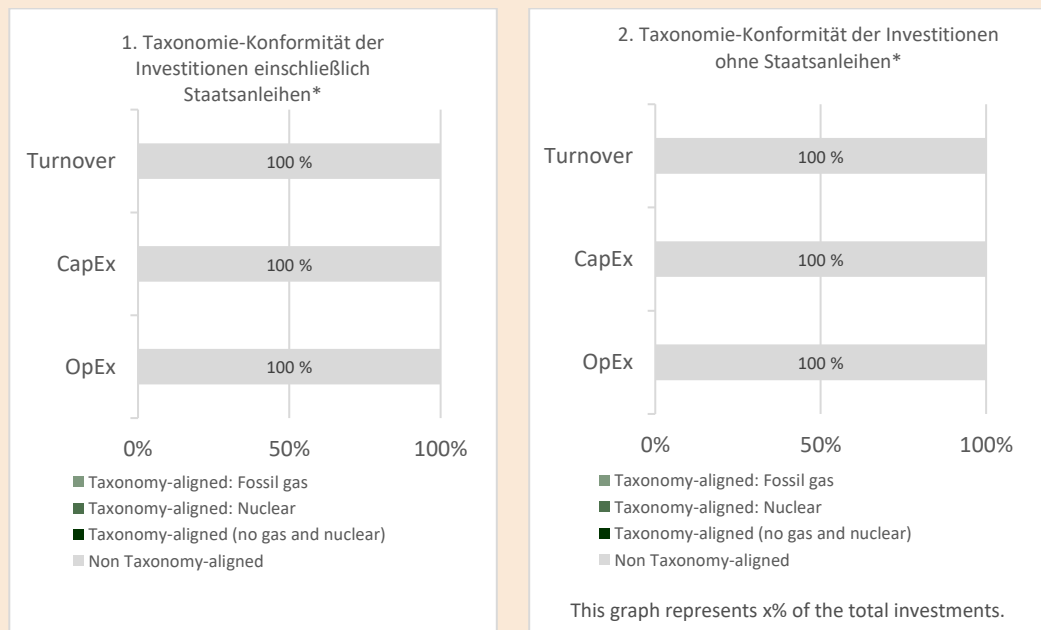 1. Taxonomie-Konformität der
Investitionen einschließlich
Staatsanleihen*
Turnover
100 %
CapEx
100 %
OpEx
100 %
0%
50%
100%
Taxonomy-aligned: Fossil gas
Taxonomy-aligned: Nuclear
Taxonomy-aligned (no gas and nuclear)
Non Taxonomy-aligned
2. Taxonomie-Konformität der Investitionen
ohne Staatsanleihen*
Turnover
100 %
CapEx
100 %
OpEx
100 %
0%
50%
100%
Taxonomy-aligned: Fossil gas
Taxonomy-aligned: Nuclear
Taxonomy-aligned (no gas and nuclear)
Non Taxonomy-aligned
This graph represents x% of the total investments.